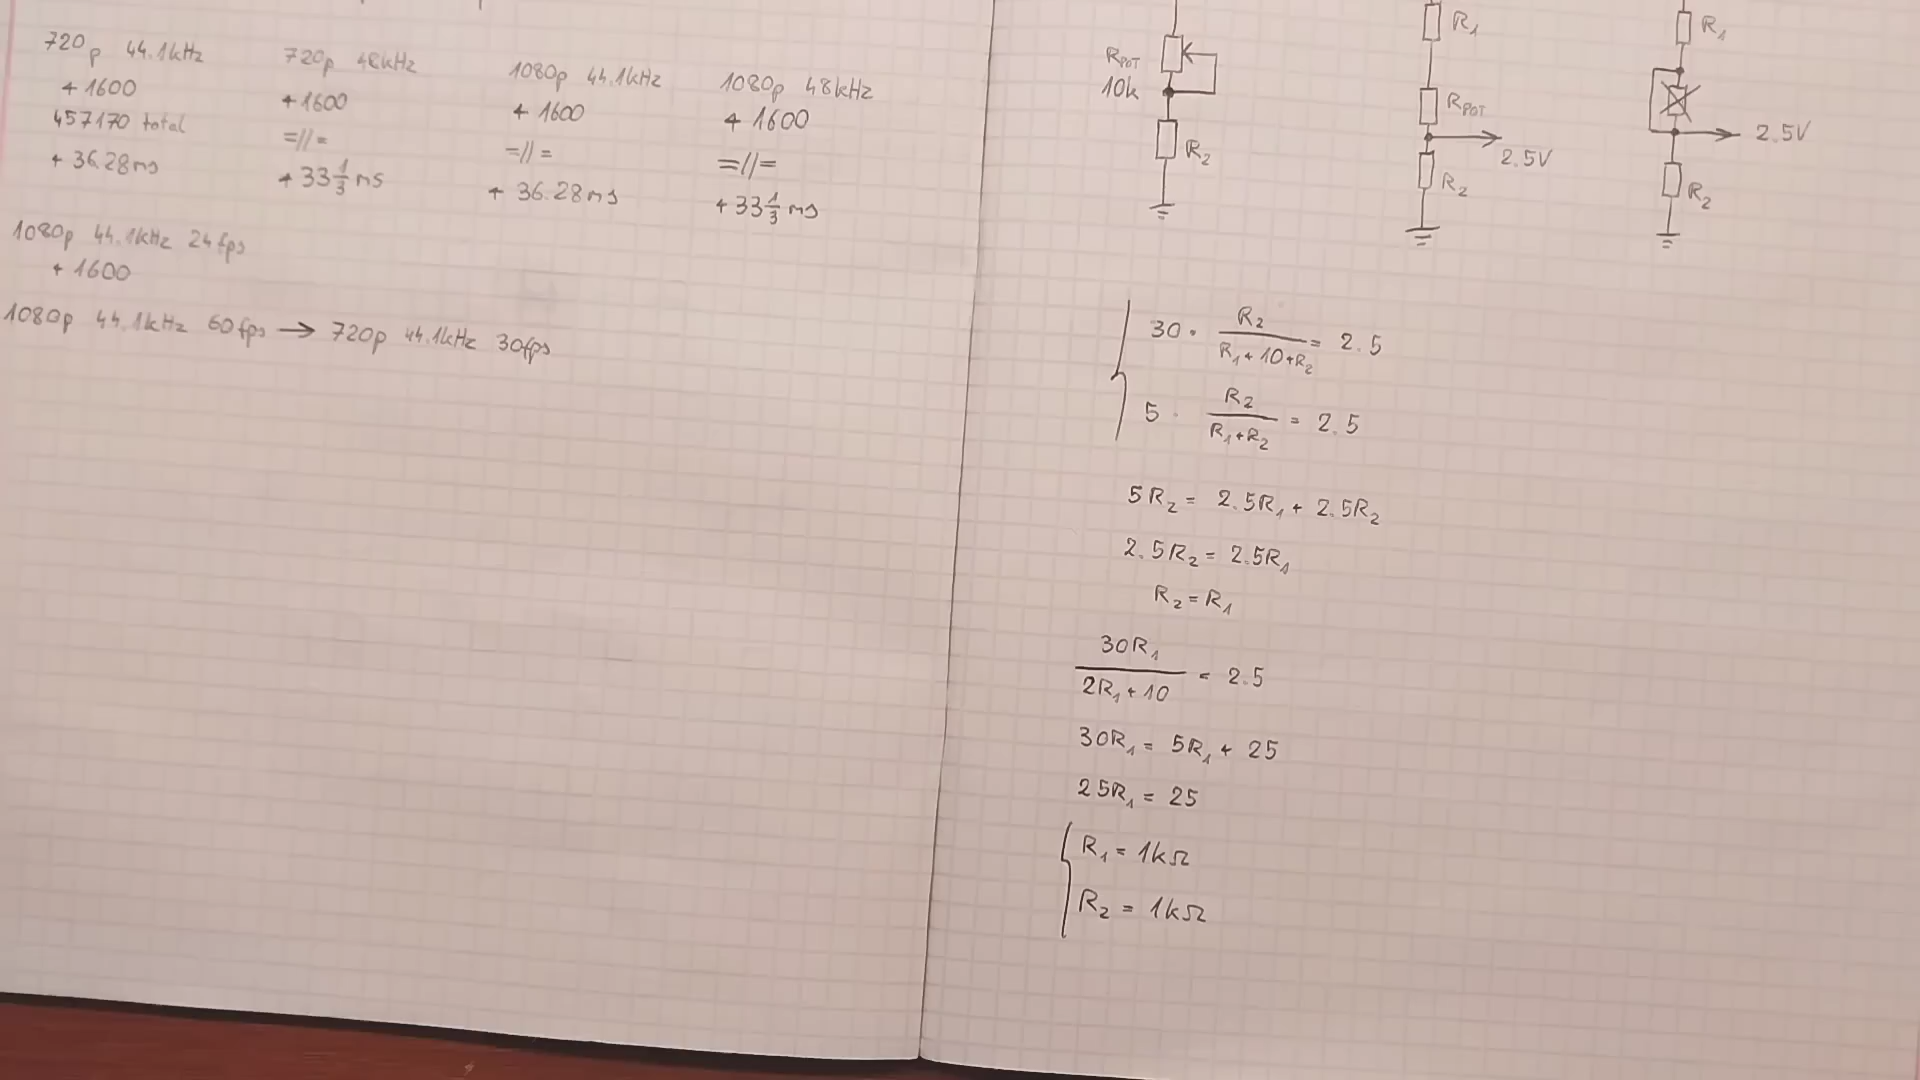 720p 44.1kHz
+1600
457170 total
+ 36.28ms
720p 48kHz
+1600
=//=
+ 33 1/3 ms
1080p 44.1kHz
+ 1600
=//=
+ 36.28ms
1080p 48kHz
+ 1600
=//=
+33 1/3 ms
1080p 44.1kHz 24fps
+ 1600
1080p 44.1kHz 60fps → 720p 44.1kHz 30fps
RPOT
10k
R2
R1
RPOT
2.5V
R2
R1
2.5V
R2
30 · R2 / (R1 + 10 + R2) = 2.5
5 · R2 / (R1 + R2) = 2.5
5R2 = 2.5R1 + 2.5R2
2.5R2 = 2.5R1
R2 = R1
30R1 / (2R1 + 10) = 2.5
30R1 = 5R1 + 25
25R1 = 25
R1 = 1kΩ
R2 = 1kΩ